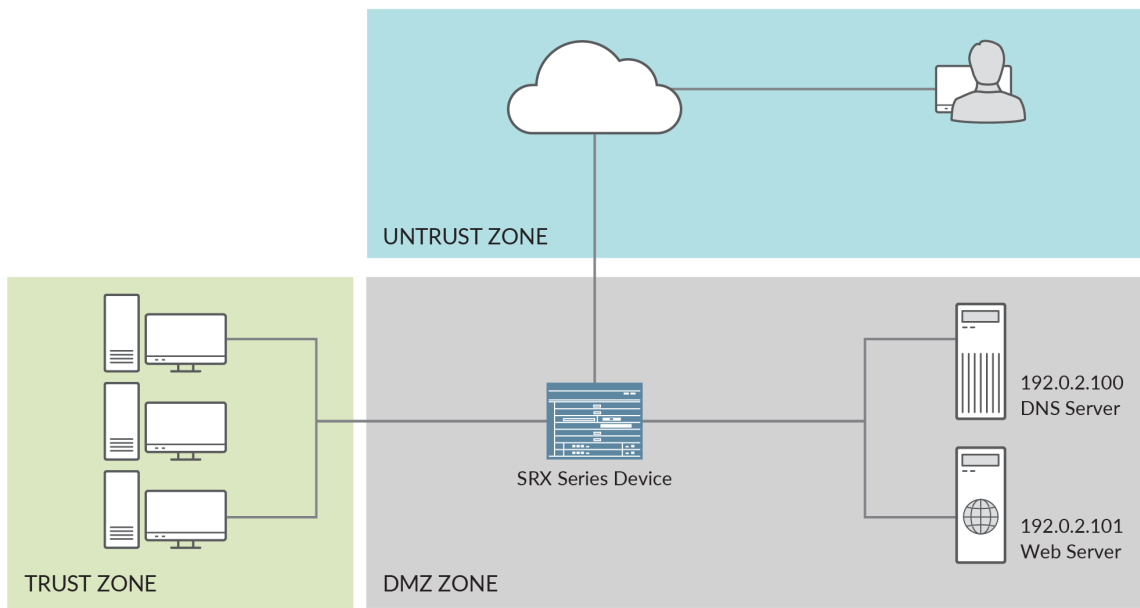 UNTRUST ZONE
192.0.2.100
DNS Server
SRX Series Device
192.0.2.101
Web Server
TRUST ZONE
DMZ ZONE